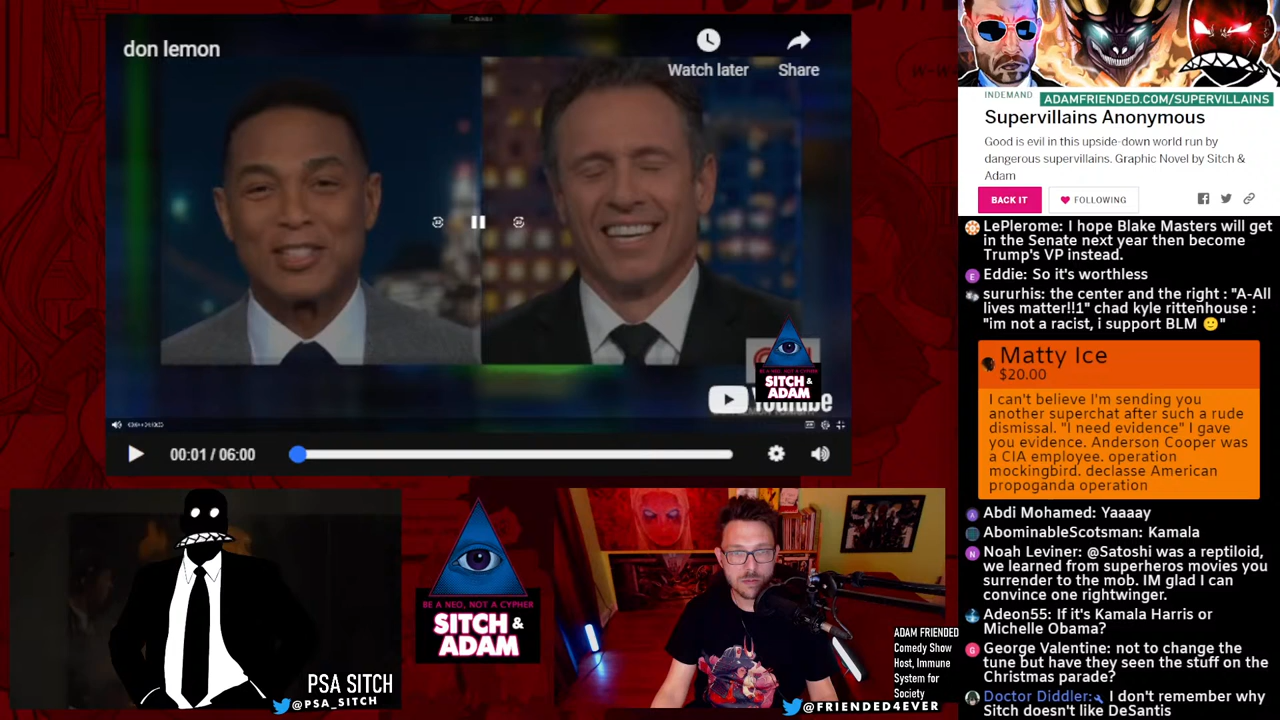 don lemon
Watch later
Share
BE A NEO, NOT A CYPHER
SITCH &
ADAM
YouTube
00:01 / 06:00
PSA SITCH
@PSA_SITCH
BE A NEO, NOT A CYPHER
SITCH &
ADAM
ADAM FRIENDED
Comedy Show
Host, Immune
System for
Society
@FRIENDED4EVER
INDEMAND
ADAMFRIENDED.COM/SUPERVILLAINS
Supervillains Anonymous
Good is evil in this upside-down world run by
dangerous supervillains. Graphic Novel by Sitch &
Adam
BACK IT
FOLLOWING
LePlerome: I hope Blake Masters will get
in the Senate next year then become
Trump's VP instead.
E
Eddie: So it's worthless
sururhis: the center and the right : "A-All
lives matter!!1" chad kyle rittenhouse :
"im not a racist, i support BLM 🙂"
Matty Ice
$20.00
I can't believe I'm sending you
another superchat after such a rude
dismissal. "I need evidence" I gave
you evidence. Anderson Cooper was
a CIA employee. operation
mockingbird. declasse American
propoganda operation
A
Abdi Mohamed: Yaaaay
AbominableScotsman: Kamala
N
Noah Leviner: @Satoshi was a reptiloid,
we learned from superheros movies you
surrender to the mob. IM glad I can
convince one rightwinger.
Adeon55: If it's Kamala Harris or
Michelle Obama?
G
George Valentine: not to change the
tune but have they seen the stuff on the
Christmas parade?
Doctor Diddler: I don't remember why
Sitch doesn't like DeSantis